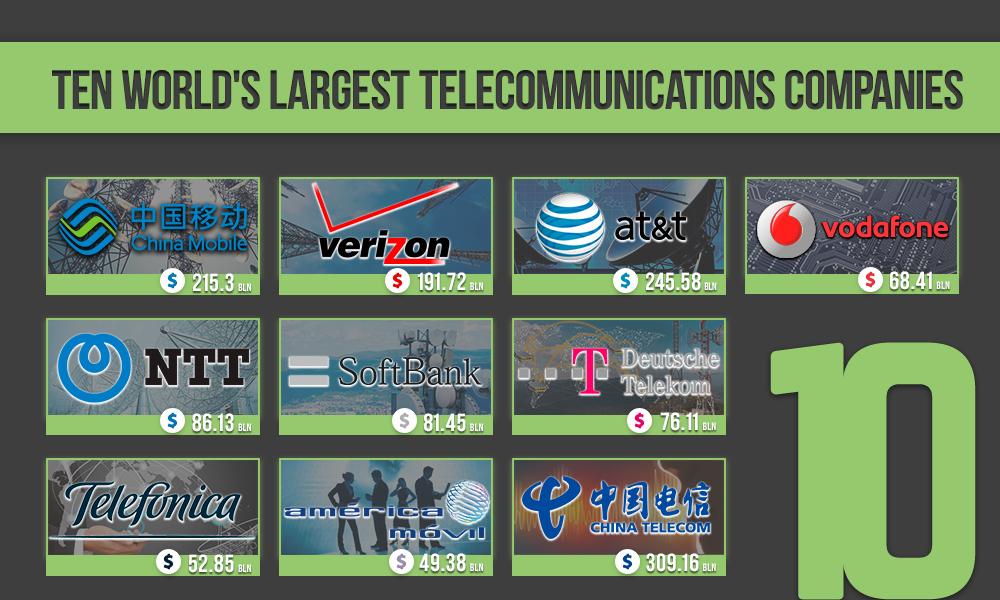 TEN WORLD'S LARGEST TELECOMMUNICATIONS COMPANIES
中国移动
China Mobile
$ 215.3 BLN
verizon
$ 191.72 BLN
at&t
$ 245.58 BLN
vodafone
$ 68.41 BLN
NTT
$ 86.13 BLN
SoftBank
$ 81.45 BLN
T Deutsche
Telekom
$ 76.11 BLN
10
Telefónica
$ 52.85 BLN
américa
móvil
$ 49.38 BLN
中国电信
CHINA TELECOM
$ 309.16 BLN